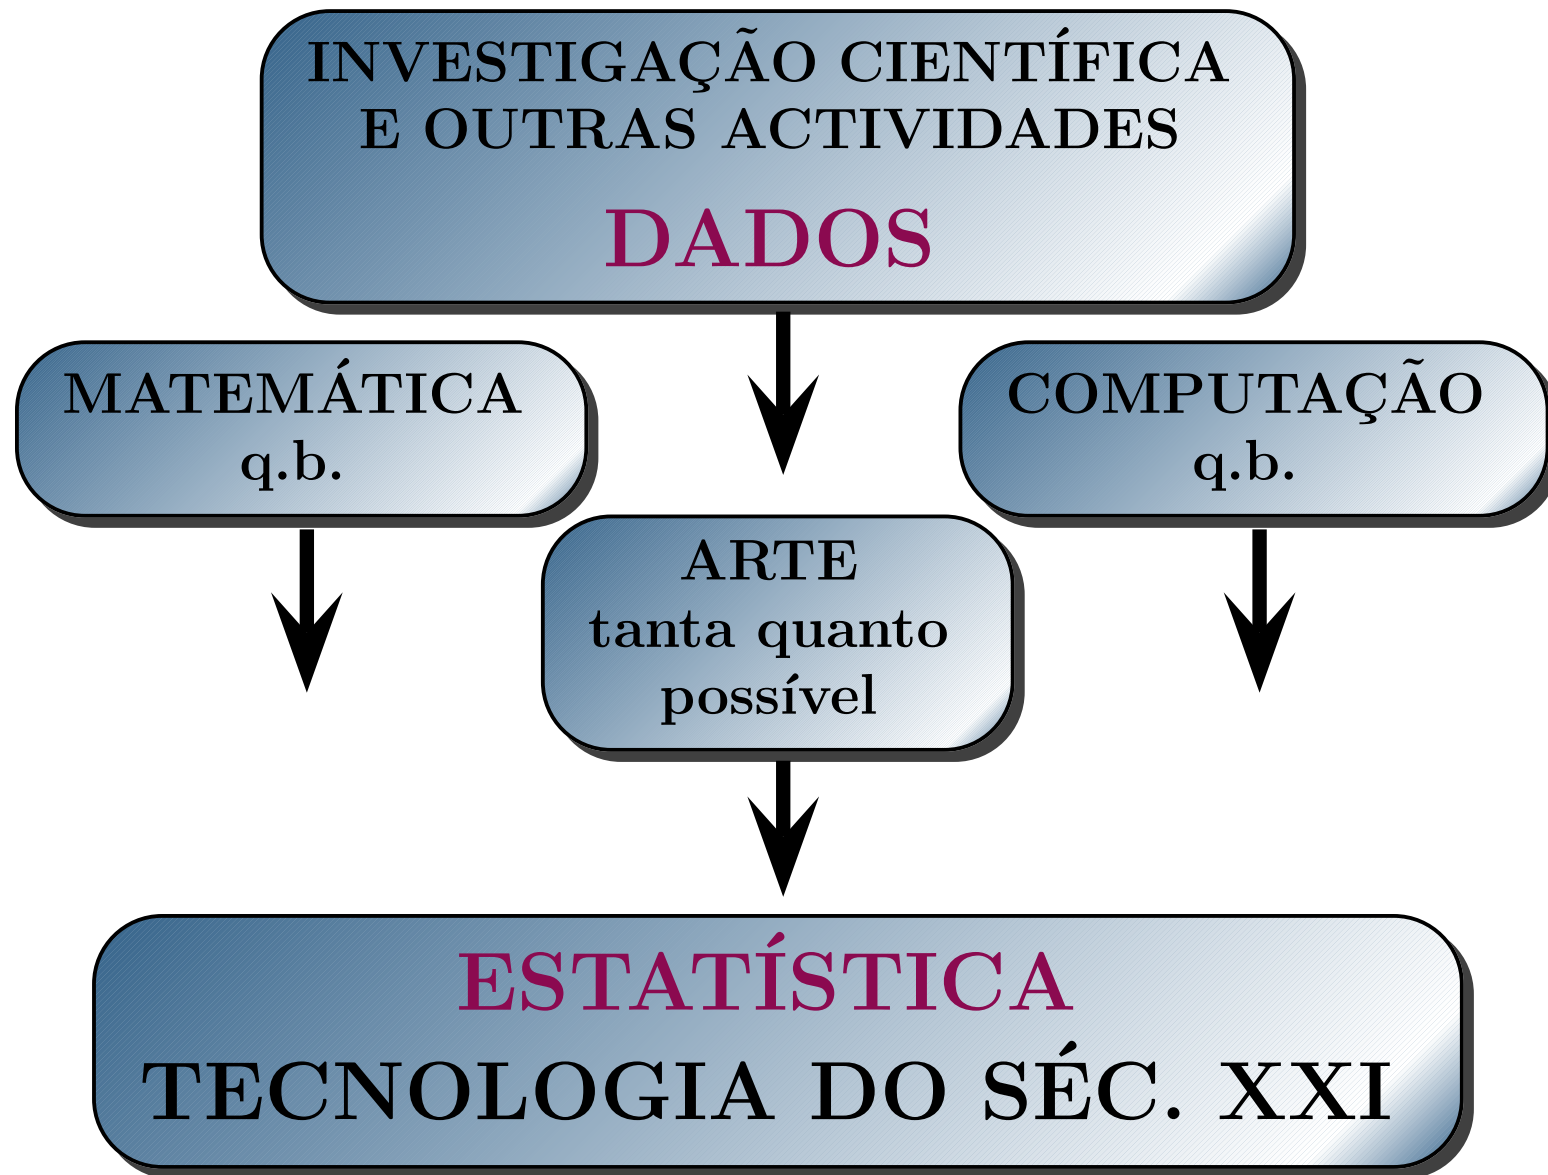 INVESTIGAÇÃO CIENTÍFICA
E OUTRAS ACTIVIDADES
DADOS
MATEMÁTICA
q.b.
COMPUTAÇÃO
q.b.
ARTE
tanta quanto
possível
ESTATÍSTICA
TECNOLOGIA DO SÉC. XXI